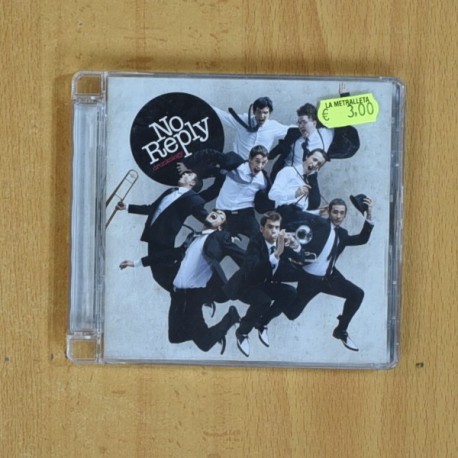 No
Reply
LA METRALLETA
€ 3,00